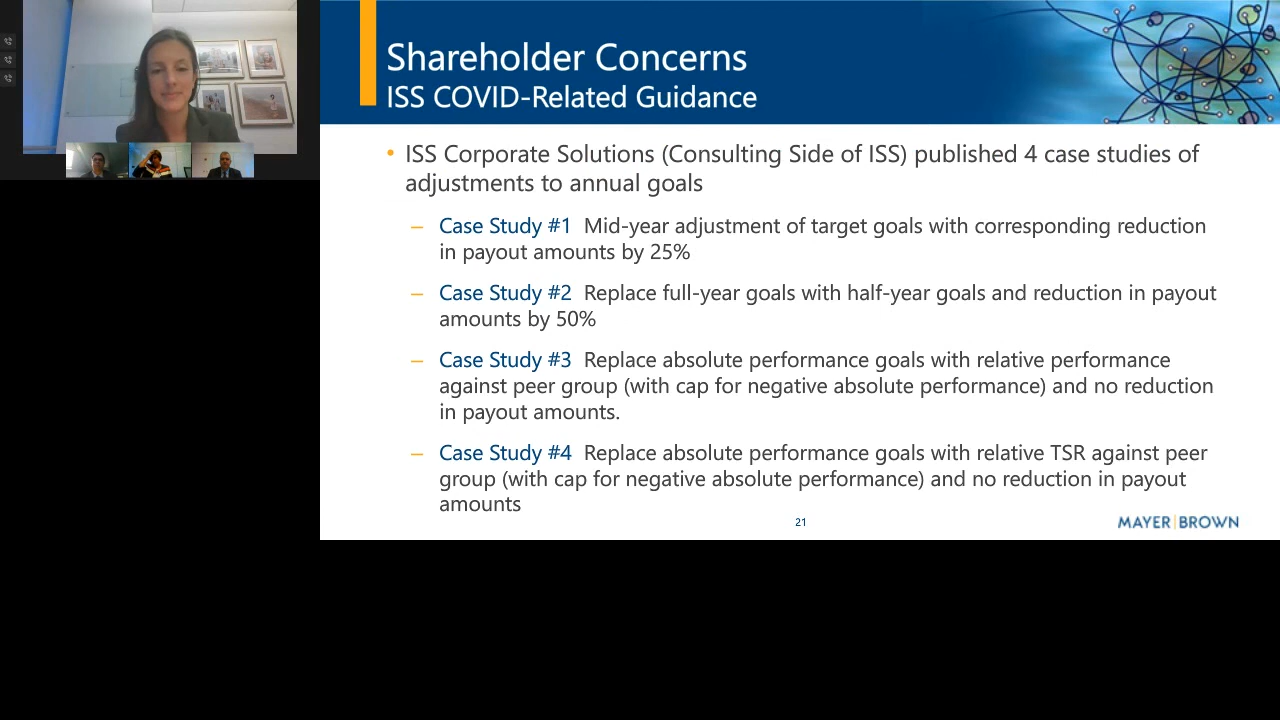 Shareholder Concerns
ISS COVID-Related Guidance
• ISS Corporate Solutions (Consulting Side of ISS) published 4 case studies of
adjustments to annual goals
– Case Study #1 Mid-year adjustment of target goals with corresponding reduction
in payout amounts by 25%
– Case Study #2 Replace full-year goals with half-year goals and reduction in payout
amounts by 50%
– Case Study #3 Replace absolute performance goals with relative performance
against peer group (with cap for negative absolute performance) and no reduction
in payout amounts.
– Case Study #4 Replace absolute performance goals with relative TSR against peer
group (with cap for negative absolute performance) and no reduction in payout
amounts
21
MAYER | BROWN